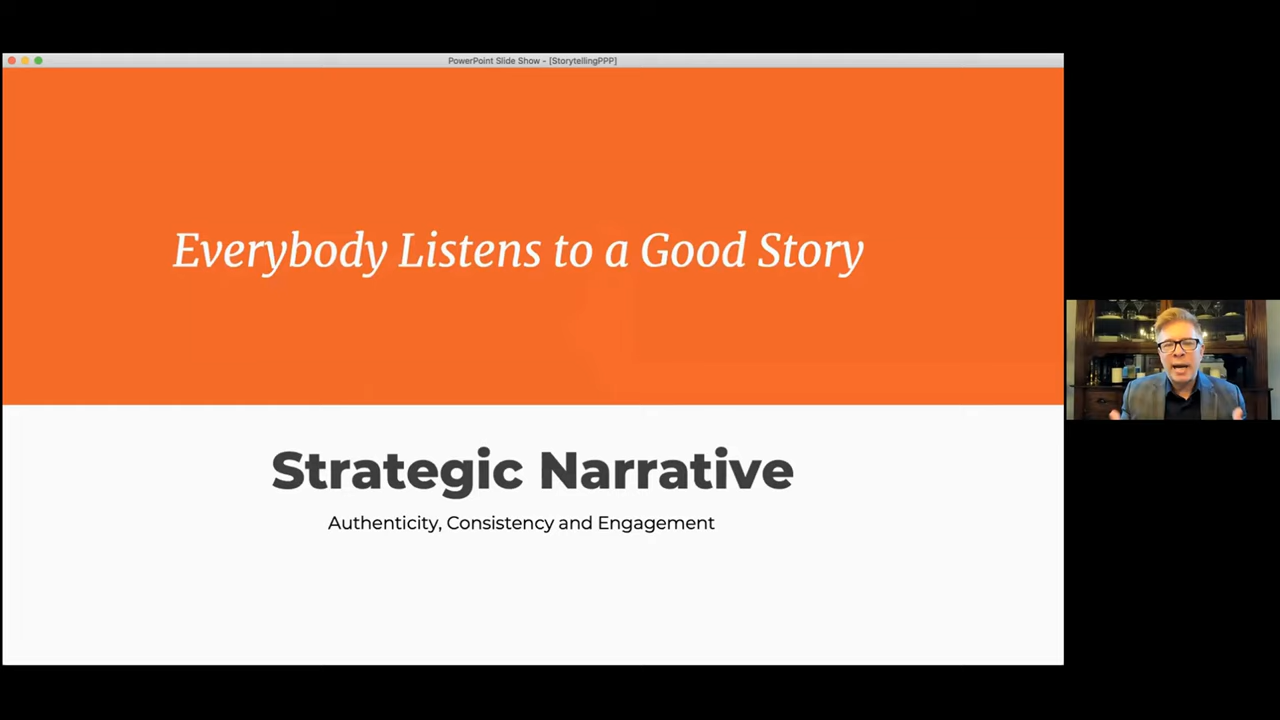 PowerPoint Slide Show - [StorytellingPPP]
Everybody Listens to a Good Story
Strategic Narrative
Authenticity, Consistency and Engagement